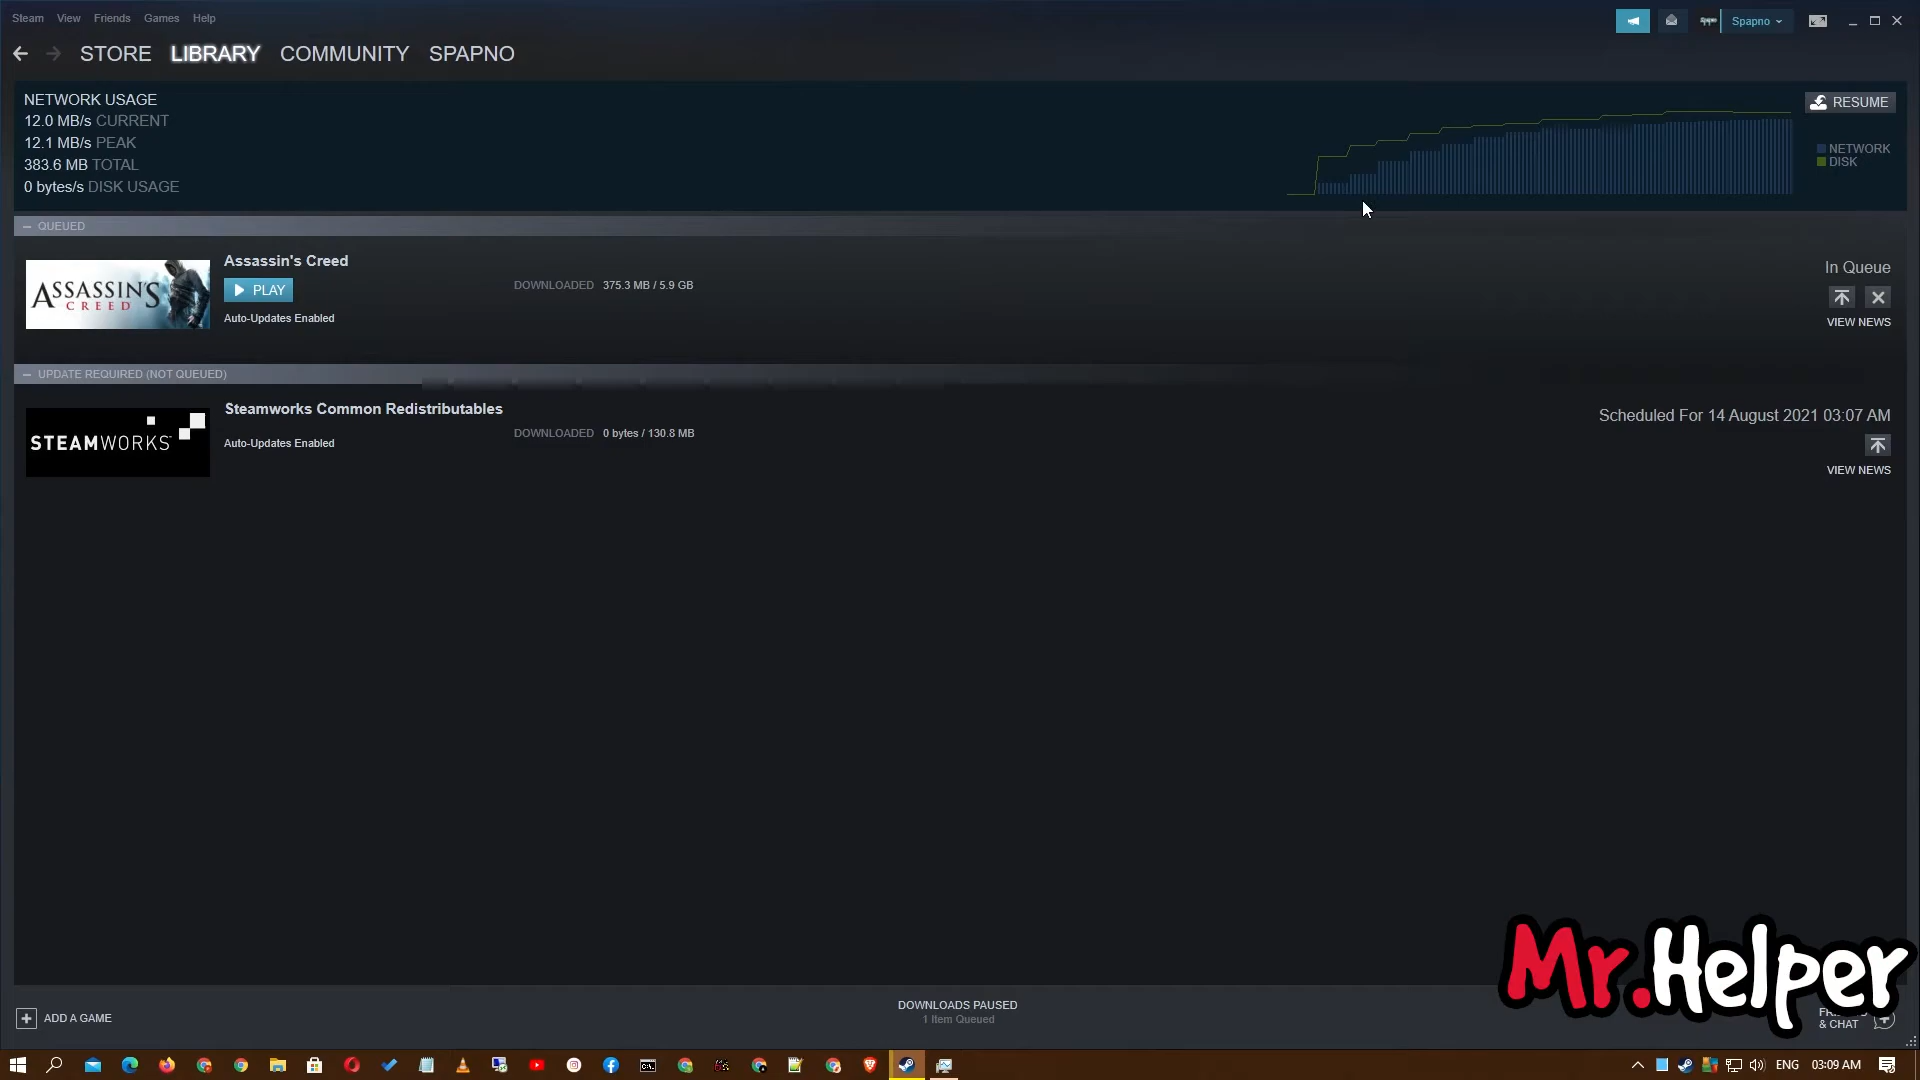 Steam View Friends Games Help
Spapno
STORE LIBRARY COMMUNITY SPAPNO
NETWORK USAGE
12.0 MB/s CURRENT
12.1 MB/s PEAK
383.6 MB TOTAL
0 bytes/s DISK USAGE
RESUME
NETWORK
DISK
QUEUED
ASSASSIN'S
CREED
Assassin's Creed
PLAY
Auto-Updates Enabled
DOWNLOADED 375.3 MB / 5.9 GB
In Queue
VIEW NEWS
UPDATE REQUIRED (NOT QUEUED)
STEAMWORKS
Steamworks Common Redistributables
Auto-Updates Enabled
DOWNLOADED 0 bytes / 130.8 MB
Scheduled For 14 August 2021 03:07 AM
VIEW NEWS
Mr.Helper
ADD A GAME
DOWNLOADS PAUSED
1 Item Queued
& CHAT
ENG 03:09 AM